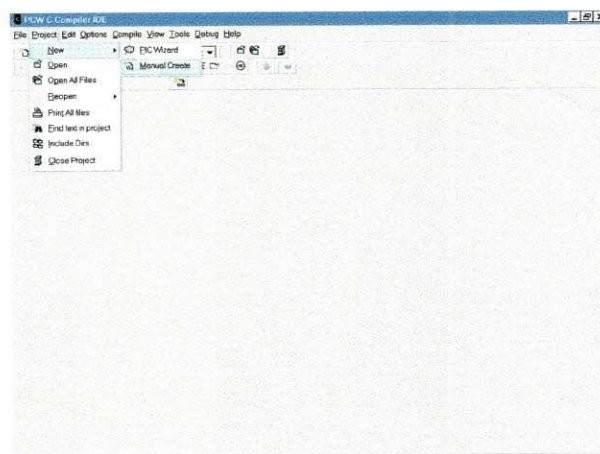 PCW C Compiler IDE
File Project Edit Options Compile View Tools Debug Help
New
PIC Wizard
Open
Manual Create
Open All Files
Reopen
Print All files
Find text in project
Include Dirs
Close Project